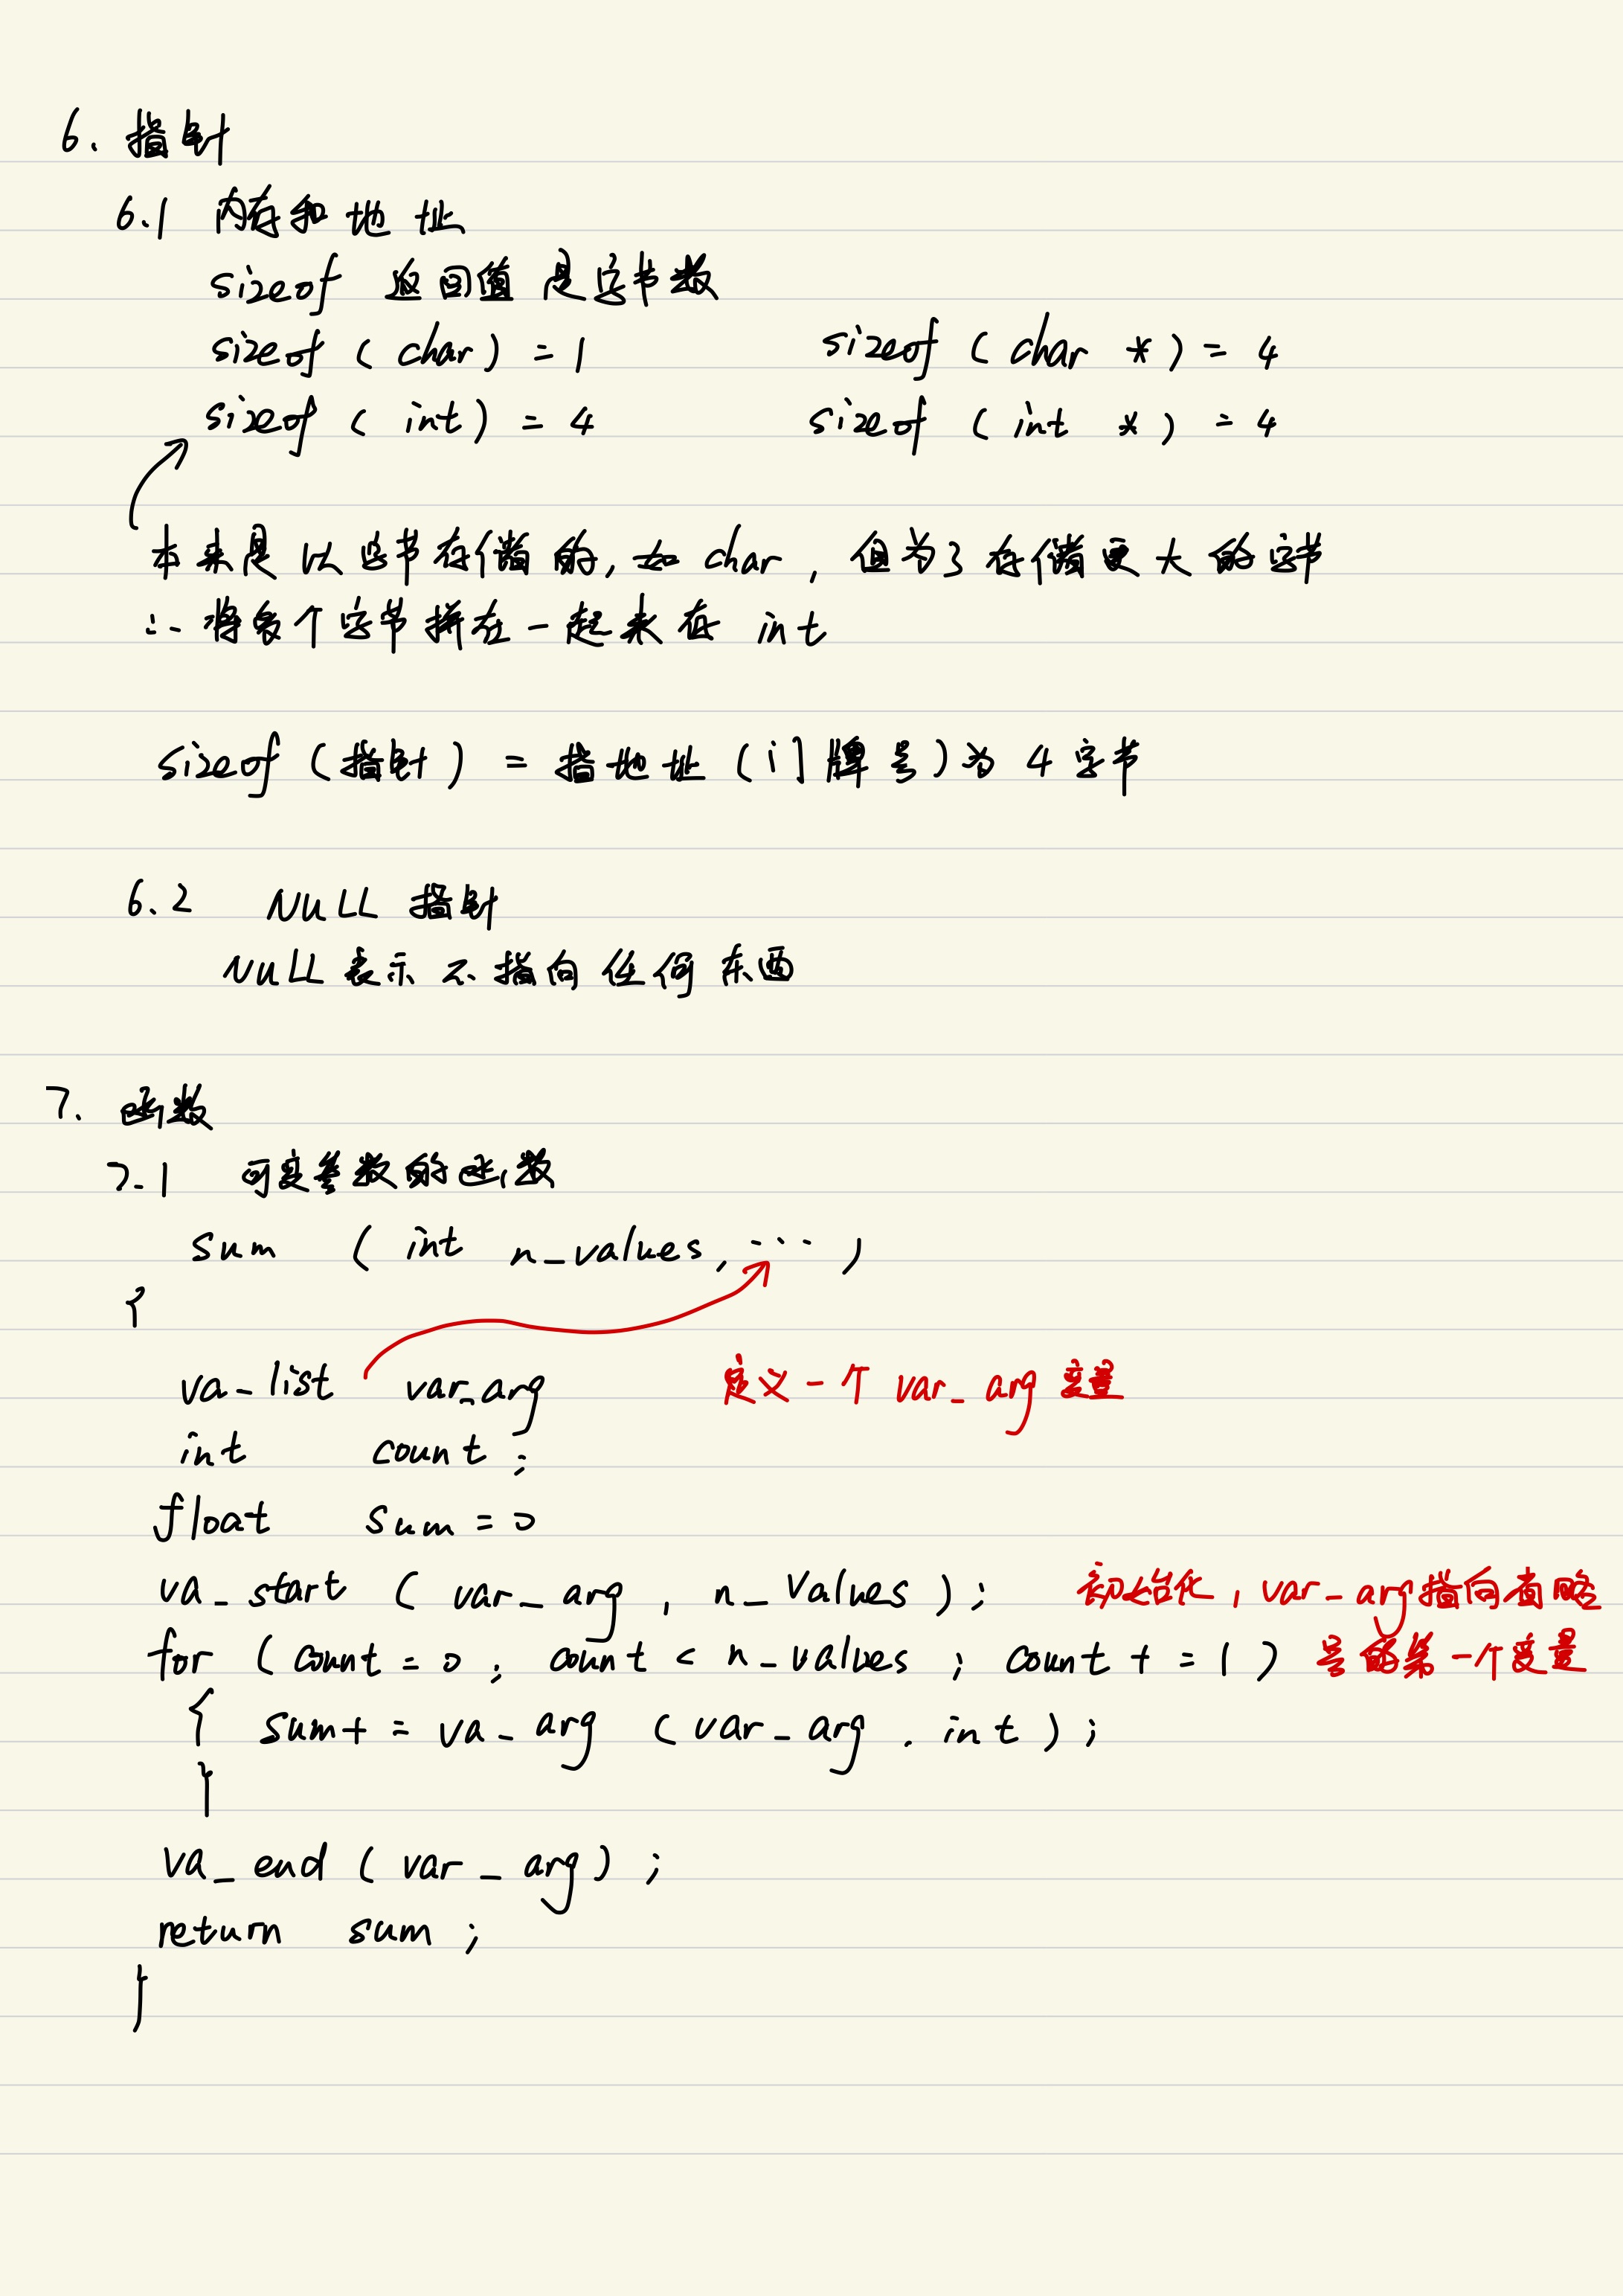 6. 指针
6.1 内存和地址
sizeof 返回值是字节数
sizeof (char) = 1 sizeof (char *) = 4
sizeof (int) = 4 sizeof (int *) = 4
本来是以字节存储的, 如 char, 但为了存储更大的字节
∴ 将多个字节拼在一起来存 int
sizeof (指针) = 指地址 (门牌号) 为 4 字节
6.2 NULL 指针
NULL 表示不指向任何东西
7. 函数
7.1 可变参数的函数
sum ( int n_values, ... )
{
va_list var_arg 定义一个 var_arg 变量
int count ;
float sum = 0
va_start ( var_arg , n_values ) ; 初始化, var_arg 指向省略
for ( count = 0 ; count < n_values ; count += 1 ) 号的第一个变量
{ sum += va_arg ( var_arg . int ) ;
}
va_end ( var_arg ) ;
return sum ;
}